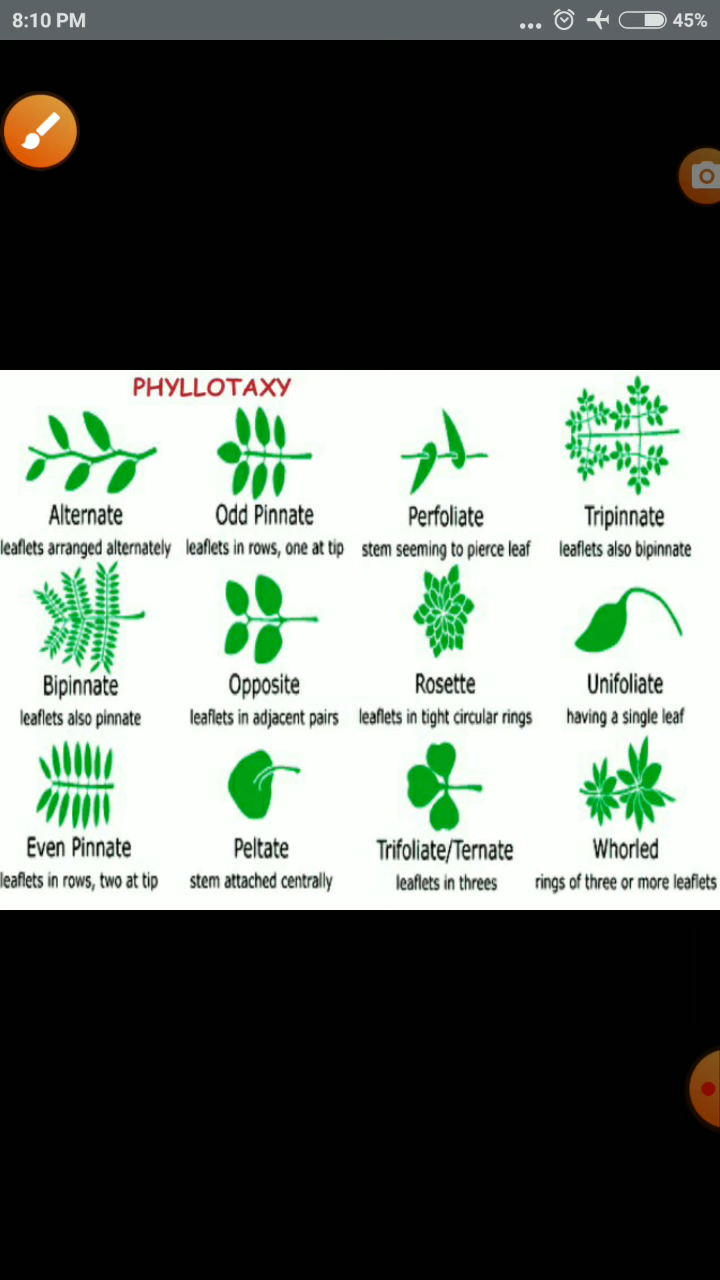 8:10 PM
45%
PHYLLOTAXY
Alternate
leaflets arranged alternately
Odd Pinnate
leaflets in rows, one at tip
Perfoliate
stem seeming to pierce leaf
Tripinnate
leaflets also bipinnate
Bipinnate
leaflets also pinnate
Opposite
leaflets in adjacent pairs
Rosette
leaflets in tight circular rings
Unifoliate
having a single leaf
Even Pinnate
leaflets in rows, two at tip
Peltate
stem attached centrally
Trifoliate/Ternate
leaflets in threes
Whorled
rings of three or more leaflets